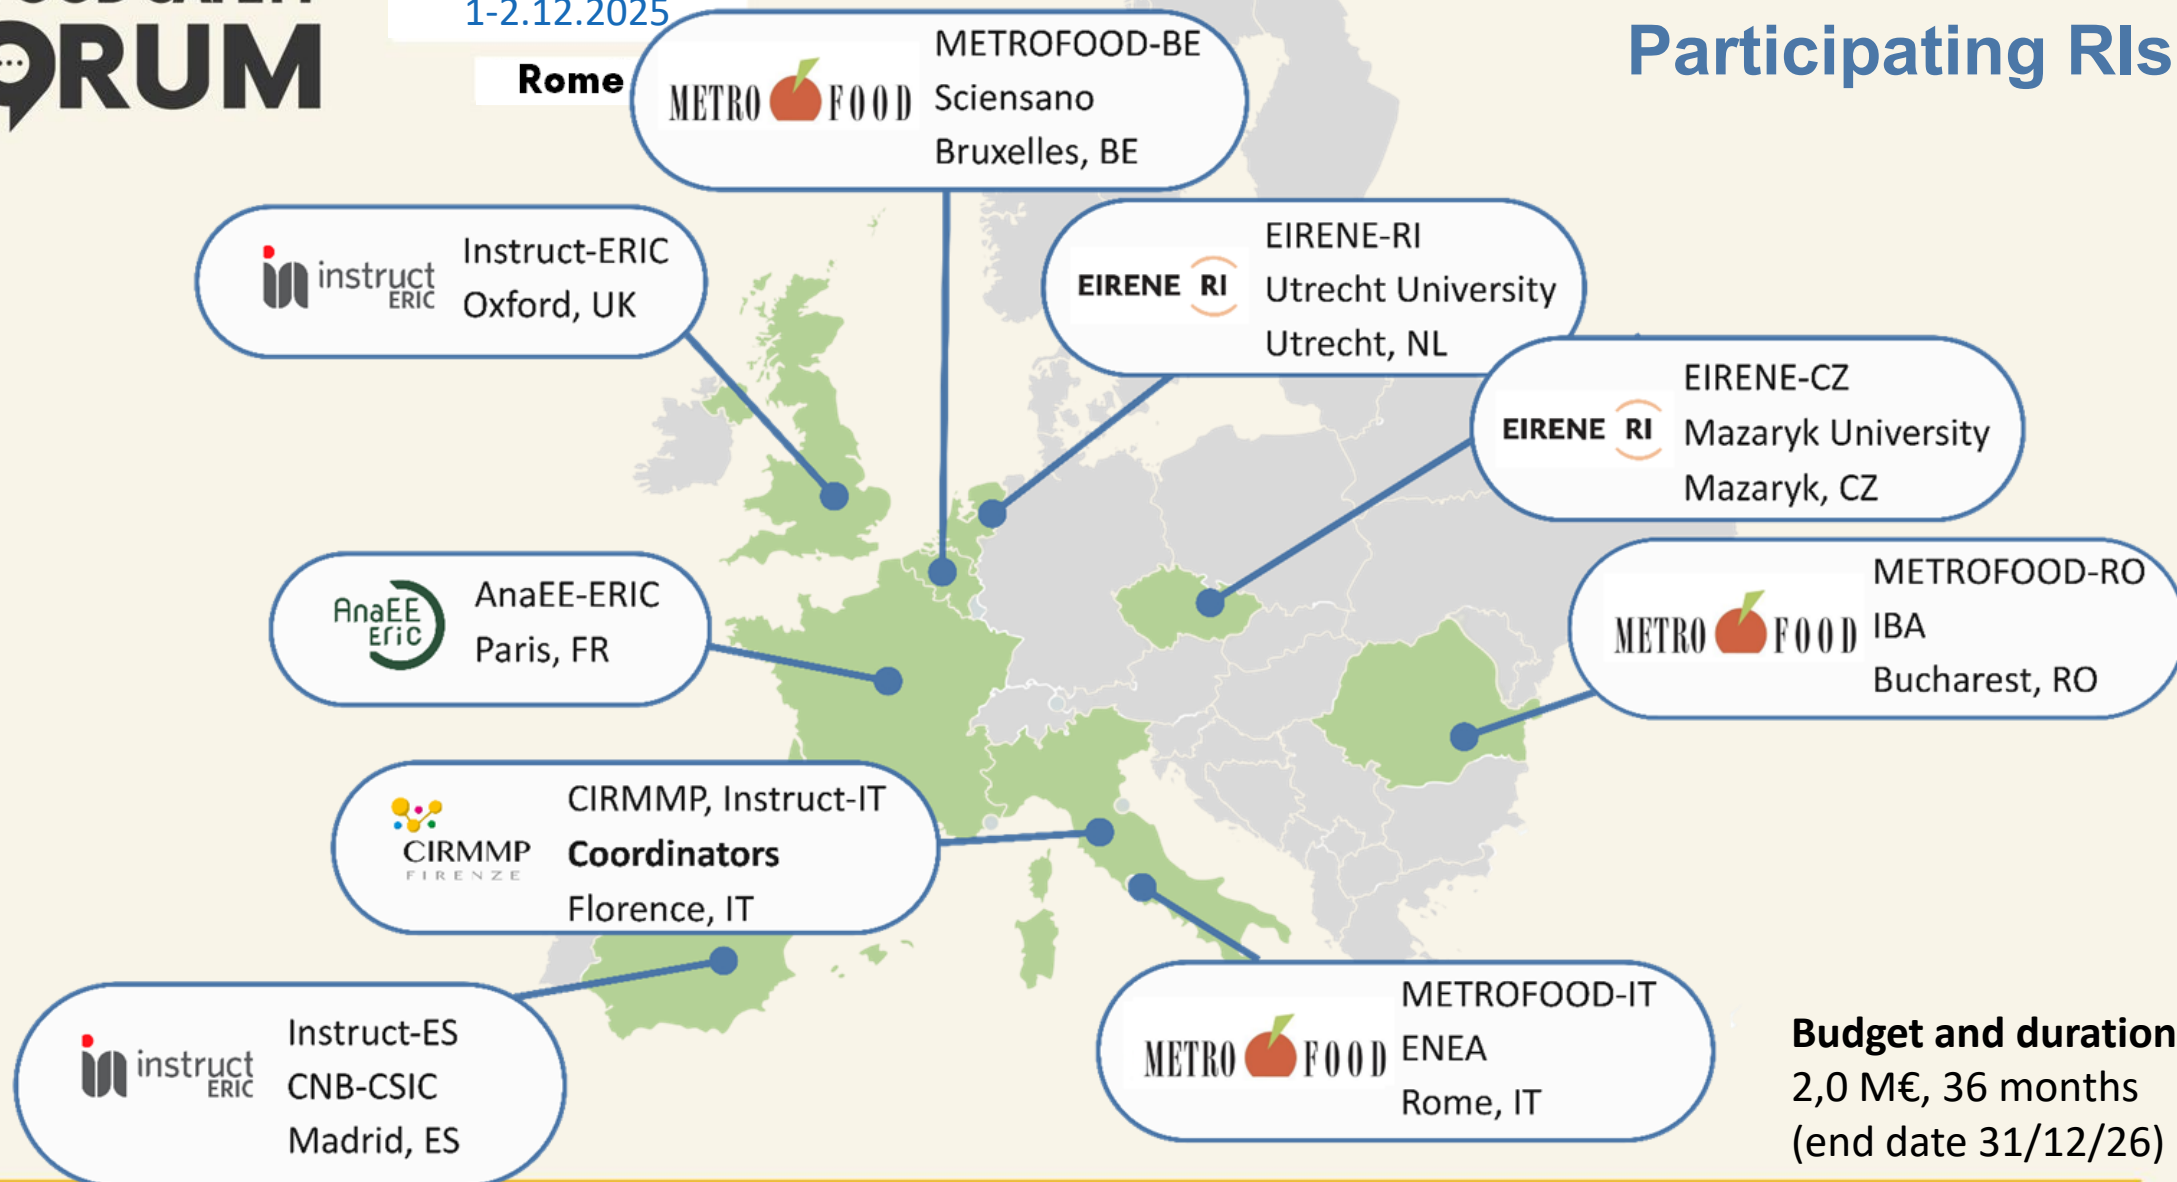 ORUM
1-2.12.2025
Rome
Participating RIs
METRO FOOD
METROFOOD-BE
Sciensano
Bruxelles, BE
instruct
ERIC
Instruct-ERIC
Oxford, UK
EIRENE RI
EIRENE-RI
Utrecht University
Utrecht, NL
EIRENE RI
EIRENE-CZ
Mazaryk University
Mazaryk, CZ
AnaEE
Eric
AnaEE-ERIC
Paris, FR
METRO FOOD
METROFOOD-RO
IBA
Bucharest, RO
CIRMMP
FIRENZE
CIRMMP, Instruct-IT
Coordinators
Florence, IT
instruct
ERIC
Instruct-ES
CNB-CSIC
Madrid, ES
METRO FOOD
METROFOOD-IT
ENEA
Rome, IT
Budget and duration
2,0 M€, 36 months
(end date 31/12/26)